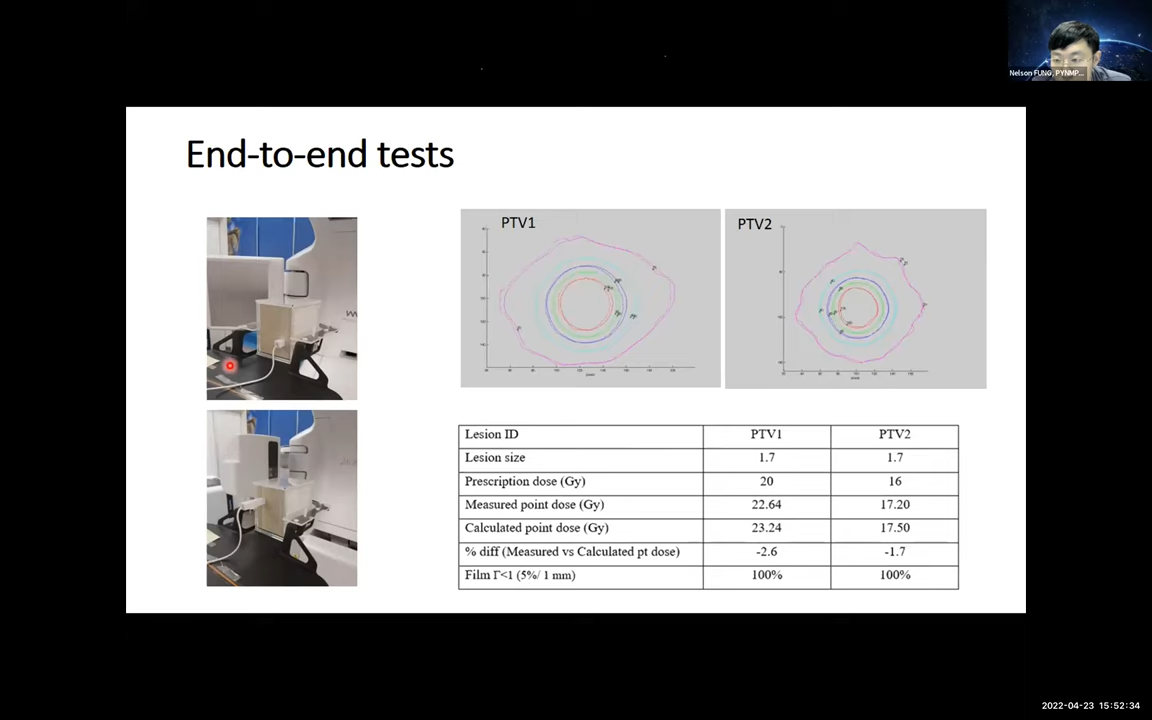 Nelson FUNG, PYNMP...
End-to-end tests
PTV1
PTV2
Lesion ID PTV1 PTV2
Lesion size 1.7 1.7
Prescription dose (Gy) 20 16
Measured point dose (Gy) 22.64 17.20
Calculated point dose (Gy) 23.24 17.50
% diff (Measured vs Calculated pt dose) -2.6 -1.7
Film Γ<1 (5%/ 1 mm) 100% 100%
2022-04-23 15:52:34